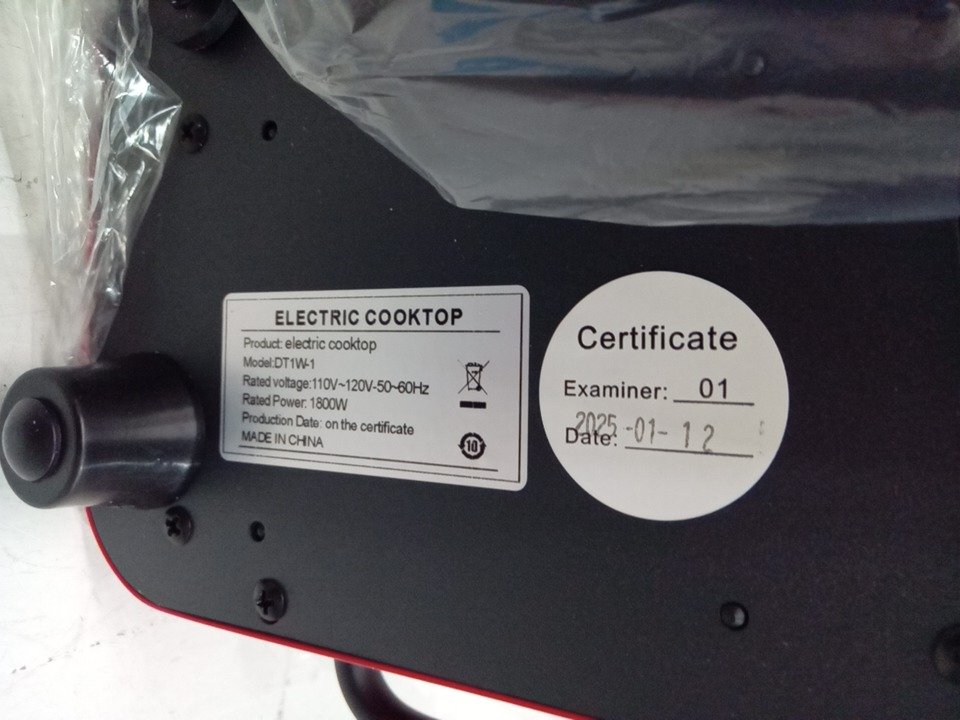 ELECTRIC COOKTOP
Product: electric cooktop
Model:DT1W-1
Rated voltage:110V~120V-50~60Hz
Rated Power: 1800W
Production Date: on the certificate
MADE IN CHINA
10
Certificate
Examiner: 01
Date: 2025-01-12